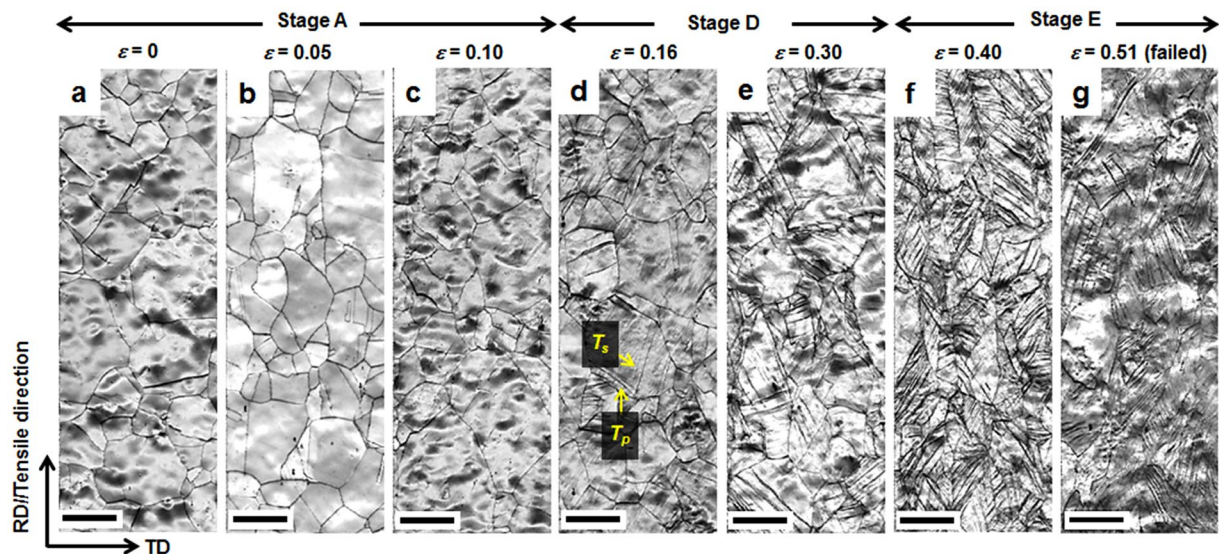 Stage A
Stage D
Stage E
ε = 0
ε = 0.05
ε = 0.10
ε = 0.16
ε = 0.30
ε = 0.40
ε = 0.51 (failed)
a
b
c
d
e
f
g
Ts
Tp
RD//Tensile direction
TD